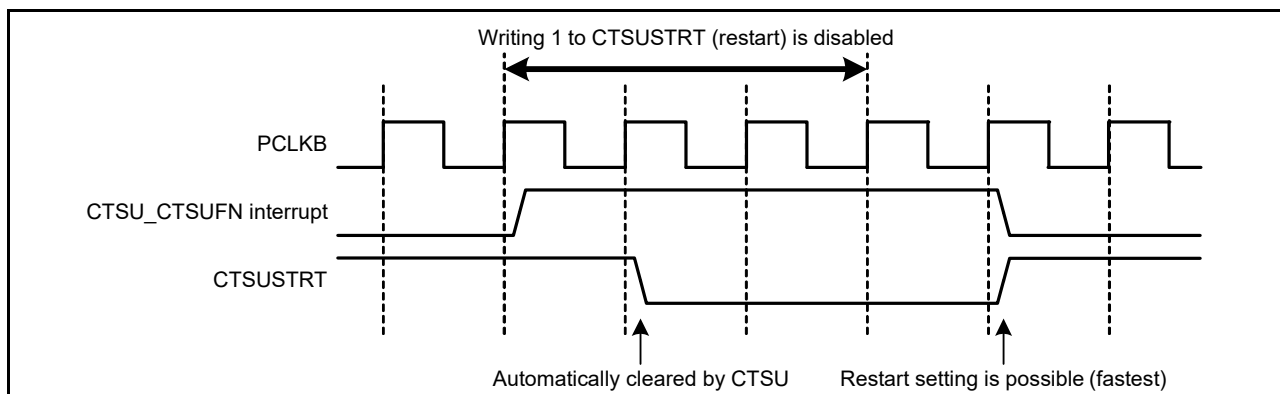 Writing 1 to CTSUSTRT (restart) is disabled
PCLKB
CTSU_CTSUFN interrupt
CTSUSTRT
Automatically cleared by CTSU
Restart setting is possible (fastest)